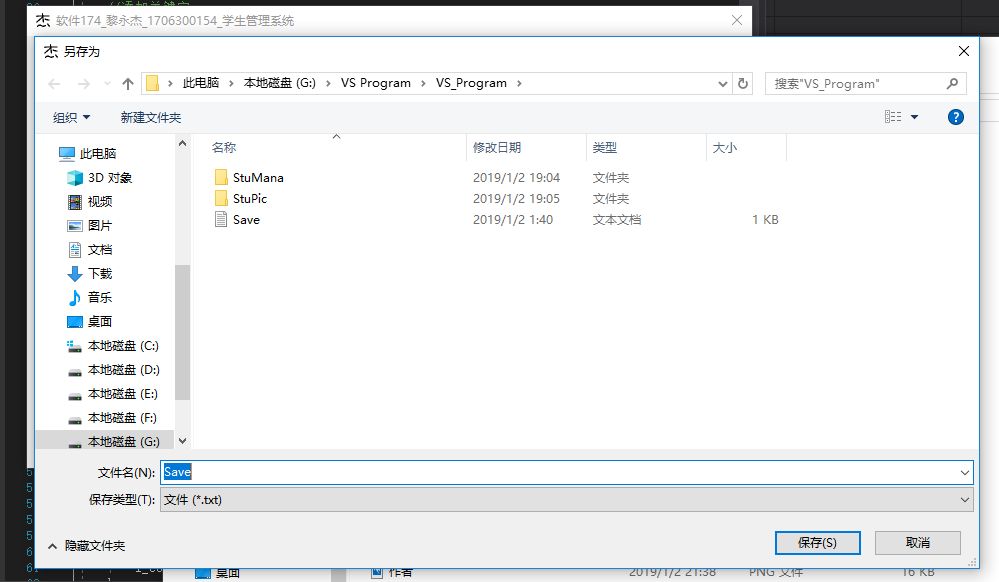 //添加关键字
杰 软件174_黎永杰_1706300154_学生管理系统
杰 另存为
此电脑 › 本地磁盘 (G:) › VS Program › VS_Program ›
搜索"VS_Program"
组织 新建文件夹
名称 修改日期 类型 大小
此电脑
3D 对象
视频
图片
文档
下载
音乐
桌面
本地磁盘 (C:)
本地磁盘 (D:)
本地磁盘 (E:)
本地磁盘 (F:)
本地磁盘 (G:)
StuMana 2019/1/2 19:04 文件夹
StuPic 2019/1/2 19:05 文件夹
Save 2019/1/2 1:40 文本文档 1 KB
文件名(N): Save
保存类型(T): 文件 (*.txt)
隐藏文件夹
保存(S) 取消
桌面 作者 2019/1/2 21:38 PNG 文件 16 KB